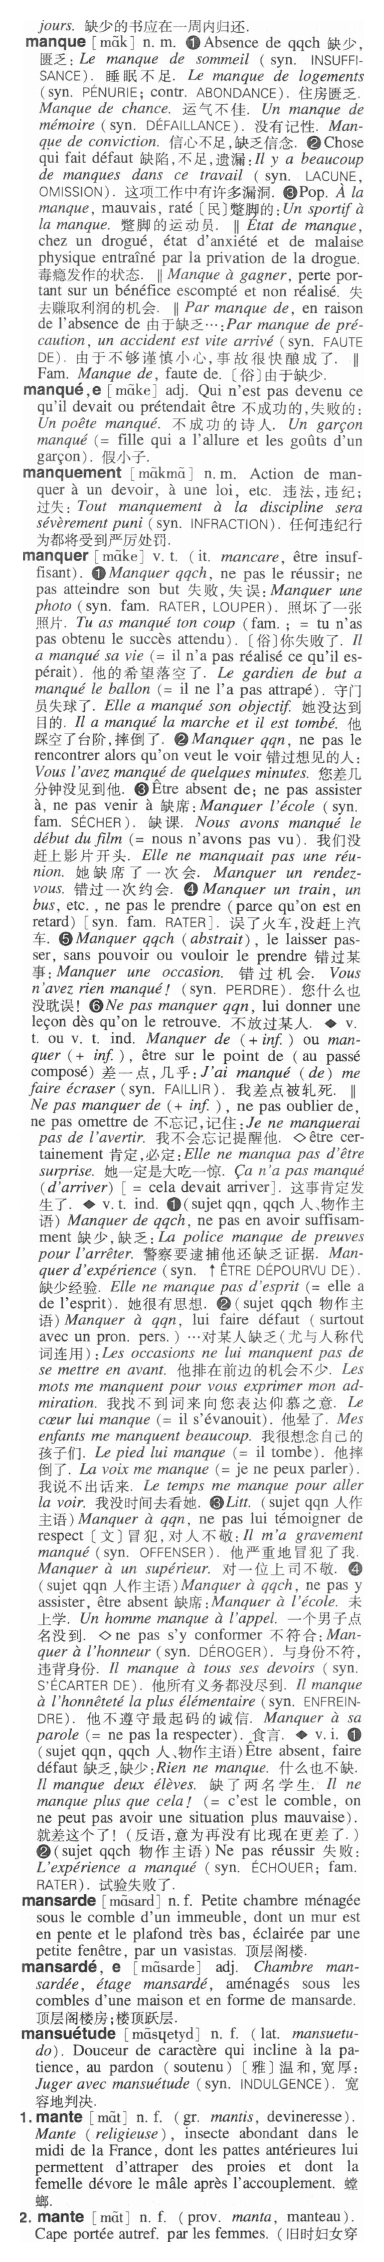 jours. 缺少的书应在一周内归还.
manque [mɑ̃k] n. m. ❶Absence de qqch 缺少,
匮乏: Le manque de sommeil (syn. INSUFFI-
SANCE). 睡眠不足. Le manque de logements
(syn. PÉNURIE; contr. ABONDANCE). 住房匮乏.
Manque de chance. 运气不佳. Un manque de
mémoire (syn. DÉFAILLANCE). 没有记性. Man-
que de conviction. 信心不足,缺乏信念. ❷Chose
qui fait défaut 缺陷,不足,遗漏: Il y a beaucoup
de manques dans ce travail (syn. LACUNE,
OMISSION). 这项工作中有许多漏洞. ❸Pop. À la
manque, mauvais, raté [民]蹩脚的: Un sportif à
la manque. 蹩脚的运动员. ‖ État de manque,
chez un drogué, état d'anxiété et de malaise
physique entraîné par la privation de la drogue.
毒瘾发作的状态. ‖ Manque à gagner, perte por-
tant sur un bénéfice escompté et non réalisé. 失
去赚取利润的机会. ‖ Par manque de, en raison
de l'absence de 由于缺乏…: Par manque de pré-
caution, un accident est vite arrivé (syn. FAUTE
DE). 由于不够谨慎小心,事故很快酿成了. ‖
Fam. Manque de, faute de. [俗]由于缺少.
manqué, e [mɑ̃ke] adj. Qui n'est pas devenu ce
qu'il devait ou prétendait être 不成功的,失败的:
Un poête manqué. 不成功的诗人. Un garçon
manqué (= fille qui a l'allure et les goûts d'un
garçon). 假小子.
manquement [mɑ̃kmɑ̃] n. m. Action de man-
quer à un devoir, à une loi, etc. 违法,违纪;
过失: Tout manquement à la discipline sera
sévèrement puni (syn. INFRACTION). 任何违纪行
为都将受到严厉处罚.
manquer [mɑ̃ke] v. t. (it. mancare, être insuf-
fisant). ❶Manquer qqch, ne pas le réussir; ne
pas atteindre son but 失败,失误: Manquer une
photo (syn. fam. RATER, LOUPER). 照坏了一张
照片. Tu as manqué ton coup (fam. ; = tu n'as
pas obtenu le succès attendu). [俗]你失败了. Il
a manqué sa vie (= il n'a pas réalisé ce qu'il es-
pérait). 他的希望落空了. Le gardien de but a
manqué le ballon (= il ne l'a pas attrapé). 守门
员失球了. Elle a manqué son objectif. 她没达到
目的. Il a manqué la marche et il est tombé. 他
踩空了台阶,摔倒了. ❷Manquer qqn, ne pas le
rencontrer alors qu'on veut le voir 错过想见的人:
Vous l'avez manqué de quelques minutes. 您差几
分钟没见到他. ❸Être absent de; ne pas assister
à, ne pas venir à 缺席: Manquer l'école (syn.
fam. SÉCHER). 缺课. Nous avons manqué le
début du film (= nous n'avons pas vu). 我们没
赶上影片开头. Elle ne manquait pas une réu-
nion. 她缺席了一次会. Manquer un rendez-
vous. 错过一次约会. ❹Manquer un train, un
bus, etc., ne pas le prendre (parce qu'on est en
retard) [syn. fam. RATER]. 误了火车,没赶上汽
车. ❺Manquer qqch (abstrait), le laisser pas-
ser, sans pouvoir ou vouloir le prendre 错过某
事: Manquer une occasion. 错过机会. Vous
n'avez rien manqué! (syn. PERDRE). 您什么也
没耽误! ❻Ne pas manquer qqn, lui donner une
leçon dès qu'on le retrouve. 不放过某人. ◆ v.
t. ou v. t. ind. Manquer de (+ inf.) ou man-
quer (+ inf.), être sur le point de (au passé
composé) 差一点,几乎: J'ai manqué (de) me
faire écraser (syn. FAILLIR). 我差点被轧死. ‖
Ne pas manquer de (+ inf.), ne pas oublier de,
ne pas omettre de 不忘记,记住: Je ne manquerai
pas de l'avertir. 我不会忘记提醒他. ◇être cer-
tainement 肯定,必定: Elle ne manqua pas d'être
surprise. 她一定是大吃一惊. Ça n'a pas manqué
(d'arriver) [= cela devait arriver]. 这事肯定发
生了. ◆ v. t. ind. ❶(sujet qqn, qqch 人、物作主
语) Manquer de qqch, ne pas en avoir suffisam-
ment 缺少,缺乏: La police manque de preuves
pour l'arrêter. 警察要逮捕他还缺乏证据. Man-
quer d'expérience (syn. ↑ ÊTRE DÉPOURVU DE).
缺少经验. Elle ne manque pas d'esprit (= elle a
de l'esprit). 她很有思想. ❷(sujet qqch 物作主
语) Manquer à qqn, lui faire défaut (surtout
avec un pron. pers.) …对某人缺乏(尤与人称代
词连用): Les occasions ne lui manquent pas de
se mettre en avant. 他排在前边的机会不少. Les
mots me manquent pour vous exprimer mon ad-
miration. 我找不到词来向您表达仰慕之意. Le
cœur lui manque (= il s'évanouit). 他晕了. Mes
enfants me manquent beaucoup. 我很想念自己的
孩子们. Le pied lui manque (= il tombe). 他摔
倒了. La voix me manque (= je ne peux parler).
我说不出话来. Le temps me manque pour aller
la voir. 我没时间去看她. ❸Litt. (sujet qqn 人作
主语) Manquer à qqn, ne pas lui témoigner de
respect [文]冒犯,对人不敬: Il m'a gravement
manqué (syn. OFFENSER). 他严重地冒犯了我.
Manquer à un supérieur. 对一位上司不敬. ❹
(sujet qqn 人作主语) Manquer à qqch, ne pas y
assister, être absent 缺席: Manquer à l'école. 未
上学. Un homme manque à l'appel. 一个男子点
名没到. ◇ne pas s'y conformer 不符合: Man-
quer à l'honneur (syn. DÉROGER). 与身份不符,
违背身份. Il manque à tous ses devoirs (syn.
S'ÉCARTER DE). 他所有义务都没尽到. Il manque
à l'honnêteté la plus élémentaire (syn. ENFREIN-
DRE). 他不遵守最起码的诚信. Manquer à sa
parole (= ne pas la respecter). 食言. ◆ v. i. ❶
(sujet qqn, qqch 人、物作主语) Être absent, faire
défaut 缺乏,缺少: Rien ne manque. 什么也不缺.
Il manque deux élèves. 缺了两名学生. Il ne
manque plus que cela! (= c'est le comble, on
ne peut pas avoir une situation plus mauvaise).
就差这个了! (反语,意为再没有比现在更差了.)
❷(sujet qqch 物作主语) Ne pas réussir 失败:
L'expérience a manqué (syn. ÉCHOUER; fam.
RATER). 试验失败了.
mansarde [mɑ̃sard] n. f. Petite chambre ménagée
sous le comble d'un immeuble, dont un mur est
en pente et le plafond très bas, éclairée par une
petite fenêtre, par un vasistas. 顶层阁楼.
mansardé, e [mɑ̃sarde] adj. Chambre man-
sardée, étage mansardé, aménagés sous les
combles d'une maison et en forme de mansarde.
顶层阁楼房;楼顶跃层.
mansuétude [mɑ̃sɥetyd] n. f. (lat. mansuetu-
do). Douceur de caractère qui incline à la pa-
tience, au pardon (soutenu) [雅]温和,宽厚:
Juger avec mansuétude (syn. INDULGENCE). 宽
容地判决.
1. mante [mɑ̃t] n. f. (gr. mantis, devineresse).
Mante (religieuse), insecte abondant dans le
midi de la France, dont les pattes antérieures lui
permettent d'attraper des proies et dont la
femelle dévore le mâle après l'accouplement. 螳
螂.
2. mante [mɑ̃t] n. f. (prov. manta, manteau).
Cape portée autref. par les femmes. (旧时妇女穿